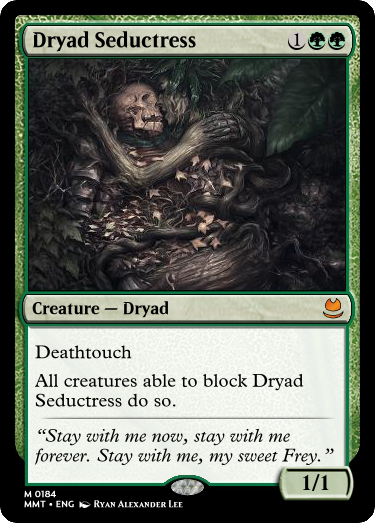 Dryad Seductress 1
Creature — Dryad
Deathtouch
All creatures able to block Dryad
Seductress do so.
“Stay with me now, stay with me
forever. Stay with me, my sweet Frey.”
1/1
M 0184
MMT • ENG Ryan Alexander Lee